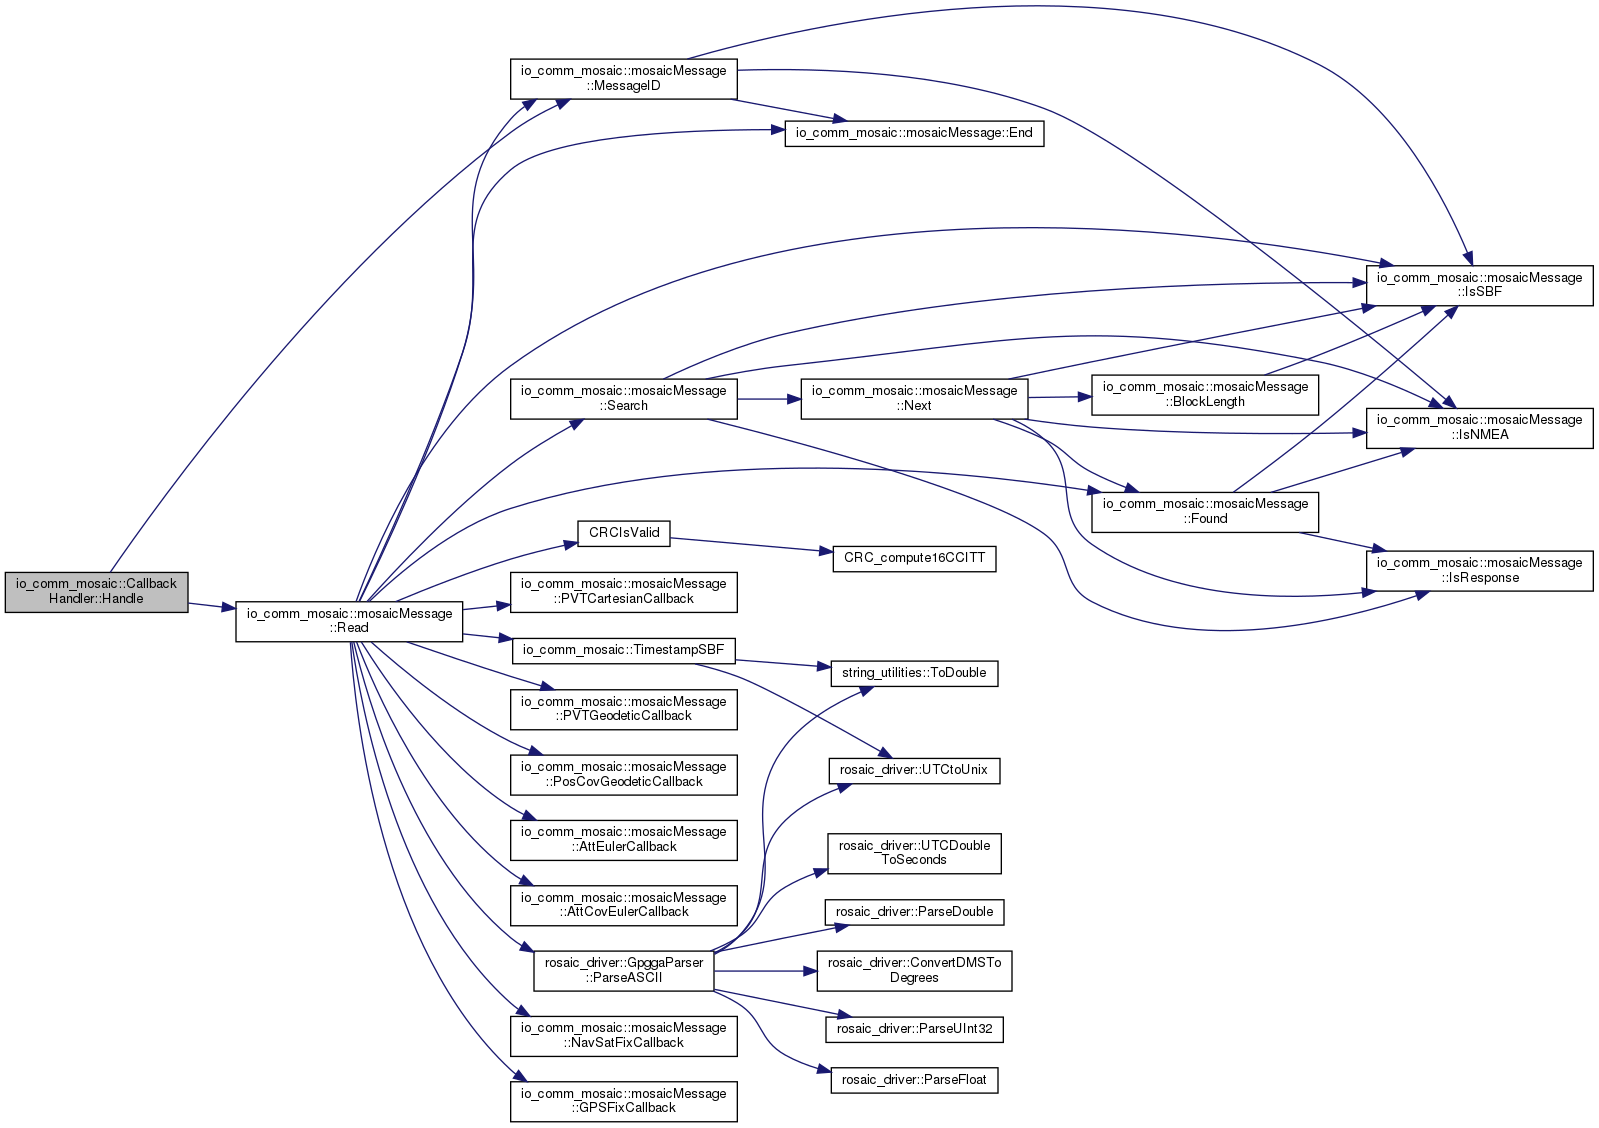 io_comm_mosaic::Callback
Handler::Handle
io_comm_mosaic::mosaicMessage
::Read
io_comm_mosaic::mosaicMessage
::MessageID
io_comm_mosaic::mosaicMessage::End
io_comm_mosaic::mosaicMessage
::IsSBF
io_comm_mosaic::mosaicMessage
::Search
io_comm_mosaic::mosaicMessage
::Next
io_comm_mosaic::mosaicMessage
::BlockLength
io_comm_mosaic::mosaicMessage
::IsNMEA
io_comm_mosaic::mosaicMessage
::Found
io_comm_mosaic::mosaicMessage
::IsResponse
CRCIsValid
CRC_compute16CCITT
io_comm_mosaic::mosaicMessage
::PVTCartesianCallback
io_comm_mosaic::TimestampSBF
string_utilities::ToDouble
io_comm_mosaic::mosaicMessage
::PVTGeodeticCallback
io_comm_mosaic::mosaicMessage
::PosCovGeodeticCallback
rosaic_driver::UTCtoUnix
io_comm_mosaic::mosaicMessage
::AttEulerCallback
rosaic_driver::UTCDouble
ToSeconds
io_comm_mosaic::mosaicMessage
::AttCovEulerCallback
rosaic_driver::ParseDouble
rosaic_driver::GpggaParser
::ParseASCII
rosaic_driver::ConvertDMSTo
Degrees
io_comm_mosaic::mosaicMessage
::NavSatFixCallback
rosaic_driver::ParseUInt32
io_comm_mosaic::mosaicMessage
::GPSFixCallback
rosaic_driver::ParseFloat